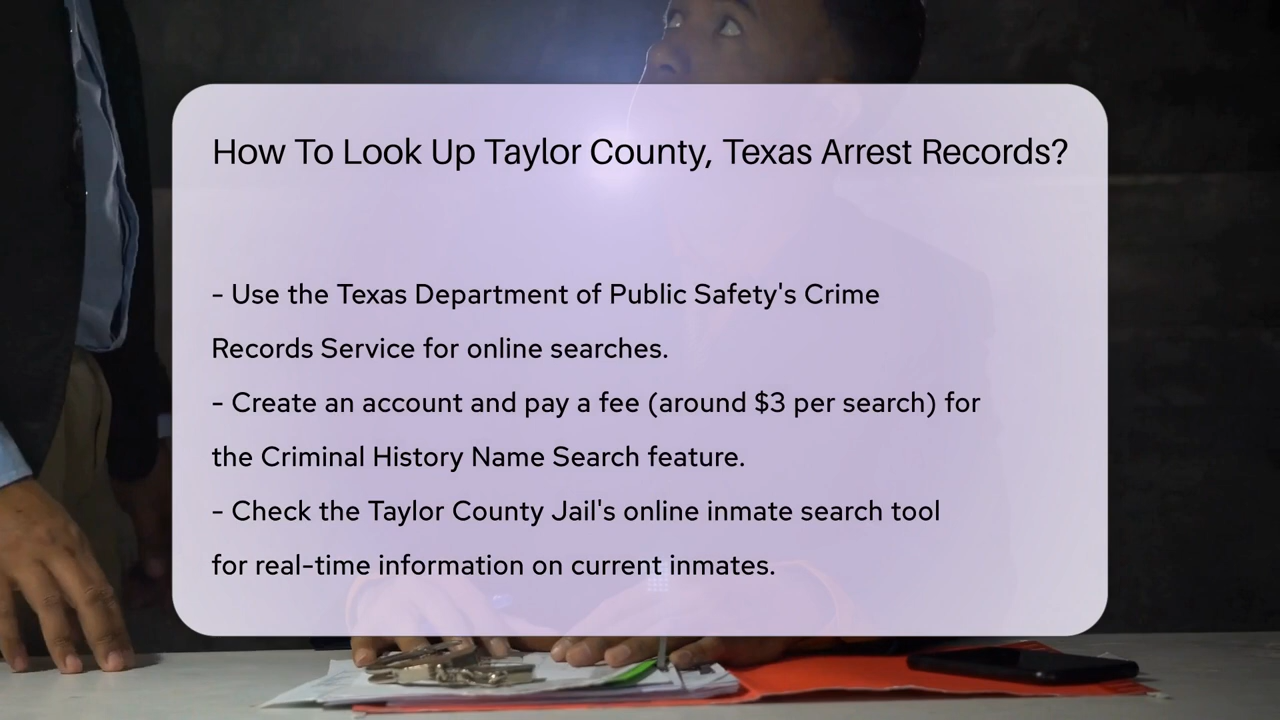 How To Look Up Taylor County, Texas Arrest Records?
- Use the Texas Department of Public Safety's Crime
Records Service for online searches.
- Create an account and pay a fee (around $3 per search) for
the Criminal History Name Search feature.
- Check the Taylor County Jail's online inmate search tool
for real-time information on current inmates.